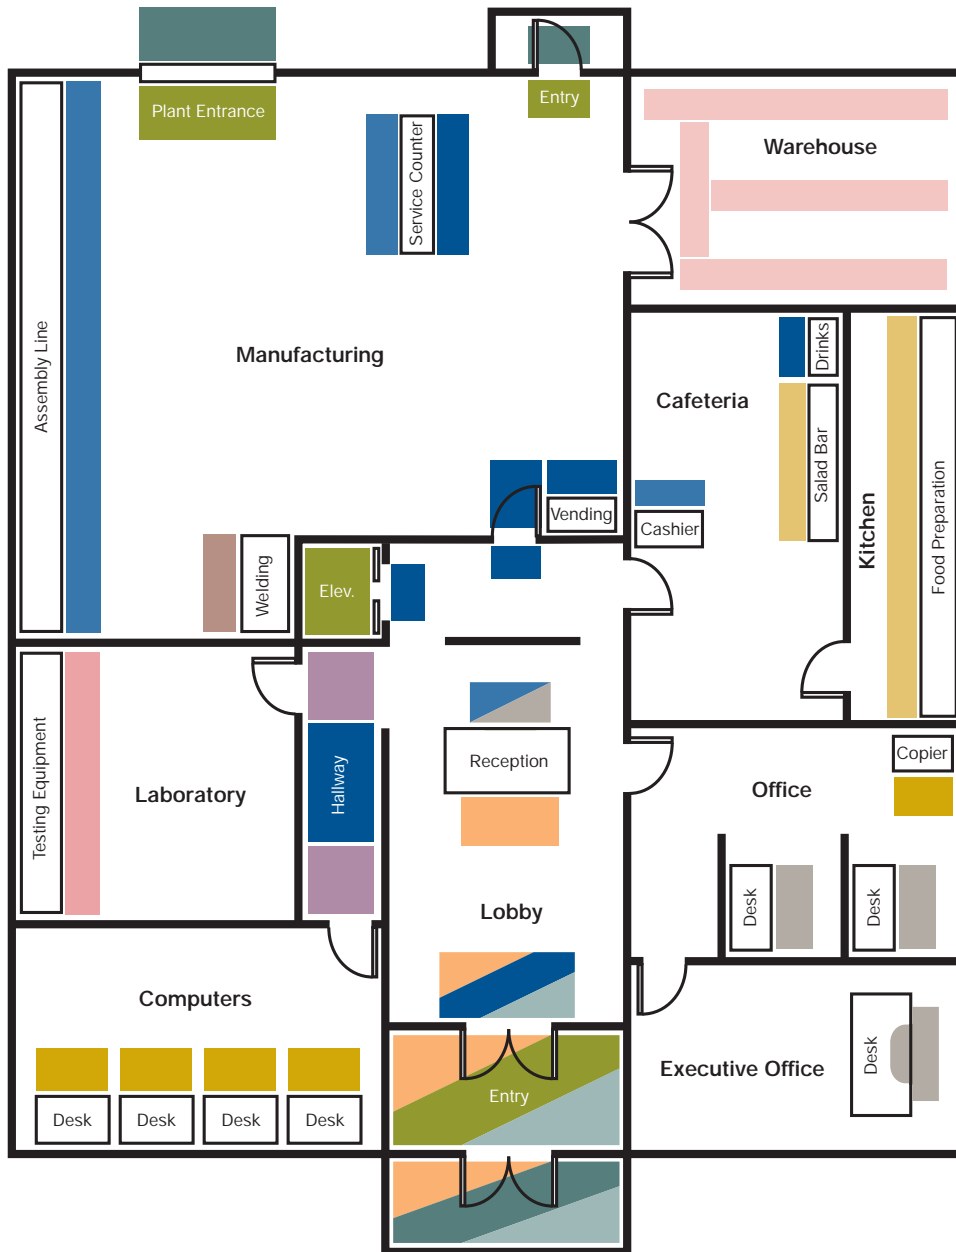 Plant Entrance
Entry
Warehouse
Service Counter
Assembly Line
Manufacturing
Drinks
Cafeteria
Salad Bar
Kitchen
Food Preparation
Vending
Cashier
Welding
Elev.
Testing Equipment
Laboratory
Hallway
Reception
Copier
Office
Desk
Desk
Lobby
Computers
Desk
Desk
Desk
Desk
Entry
Executive Office
Desk